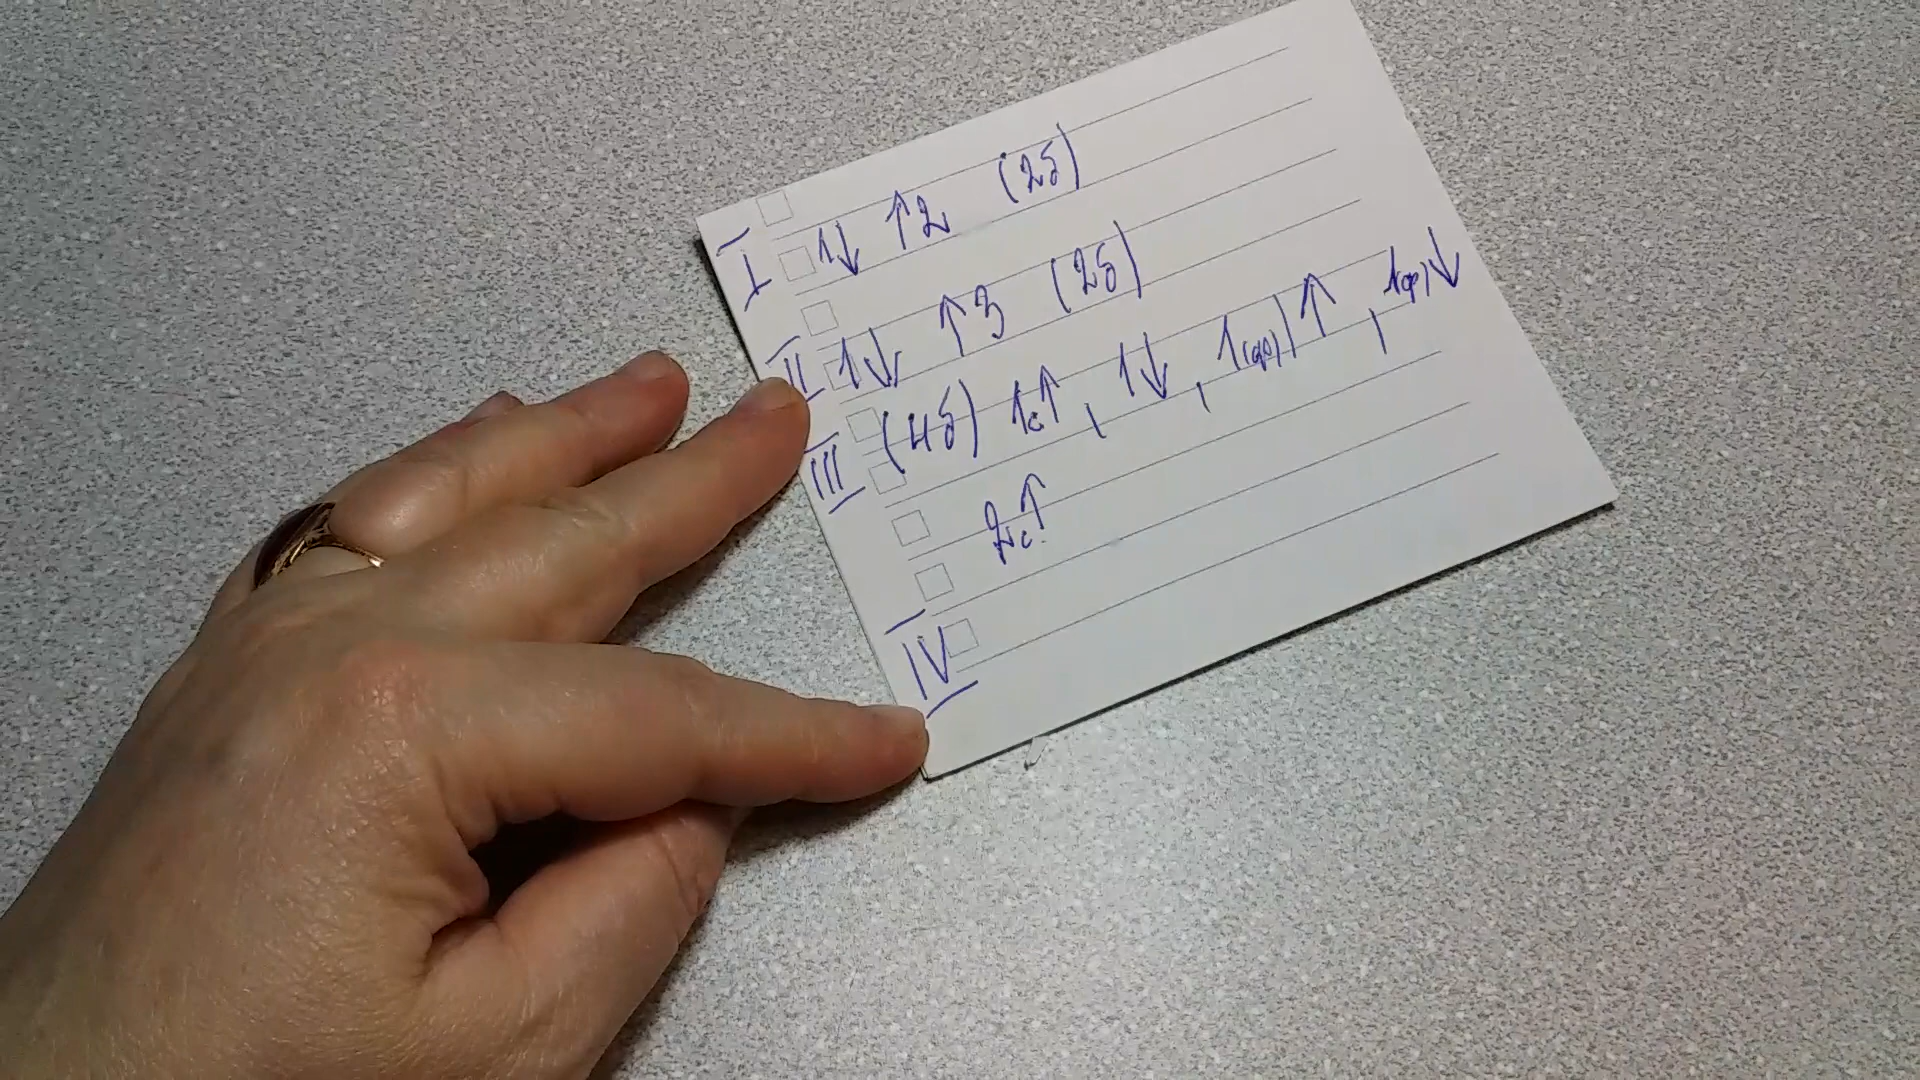 I 1↓ ↑2 (2б)
II 1↓ ↑3 (2б)
III (4б) 1с↑, 1↓, 1(ф)↑, 1(ф)↓
2с↑
IV